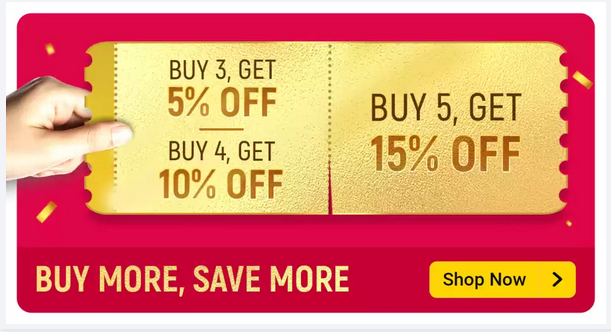 BUY 3, GET
5% OFF
BUY 4, GET
10% OFF
BUY 5, GET
15% OFF
BUY MORE, SAVE MORE
Shop Now